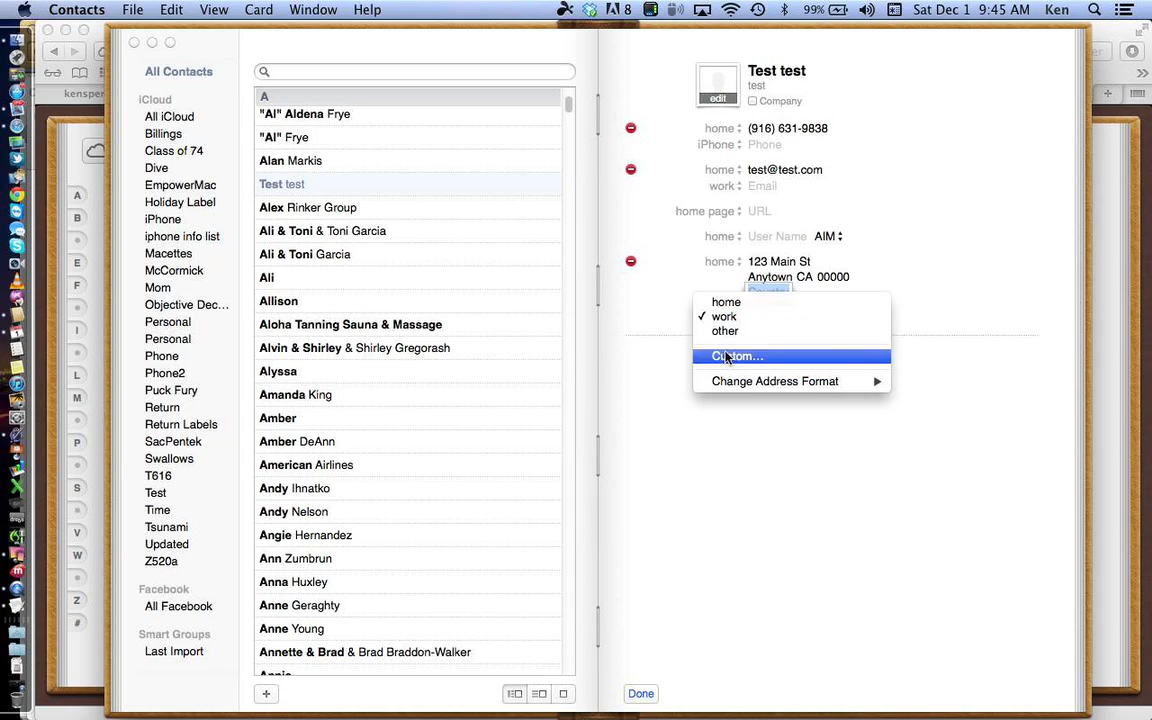 Contacts File Edit View Card Window Help
8 99% Sat Dec 1 9:45 AM Ken
kensper
A
B
E
F
I
L
M
P
S
V
W
Z
#
All Contacts
iCloud
All iCloud
Billings
Class of 74
Dive
EmpowerMac
Holiday Label
iPhone
iphone info list
Macettes
McCormick
Mom
Objective Dec...
Personal
Personal
Phone
Phone2
Puck Fury
Return
Return Labels
SacPentek
Swallows
T616
Test
Time
Tsunami
Updated
Z520a
Facebook
All Facebook
Smart Groups
Last Import
A
"Al" Aldena Frye
"Al" Frye
Alan Markis
Test test
Alex Rinker Group
Ali & Toni & Toni Garcia
Ali & Toni Garcia
Ali
Allison
Aloha Tanning Sauna & Massage
Alvin & Shirley & Shirley Gregorash
Alyssa
Amanda King
Amber
Amber DeAnn
American Airlines
Andy Ihnatko
Andy Nelson
Angie Hernandez
Ann Zumbrun
Anna Huxley
Anne Geraghty
Anne Young
Annette & Brad & Brad Braddon-Walker
Annie
+
edit
Test test
test
Company
home (916) 631-9838
iPhone Phone
home test@test.com
work Email
home page URL
home User Name AIM
home 123 Main St
Anytown CA 00000
Country
home
✓ work
other
Custom...
Change Address Format
Done